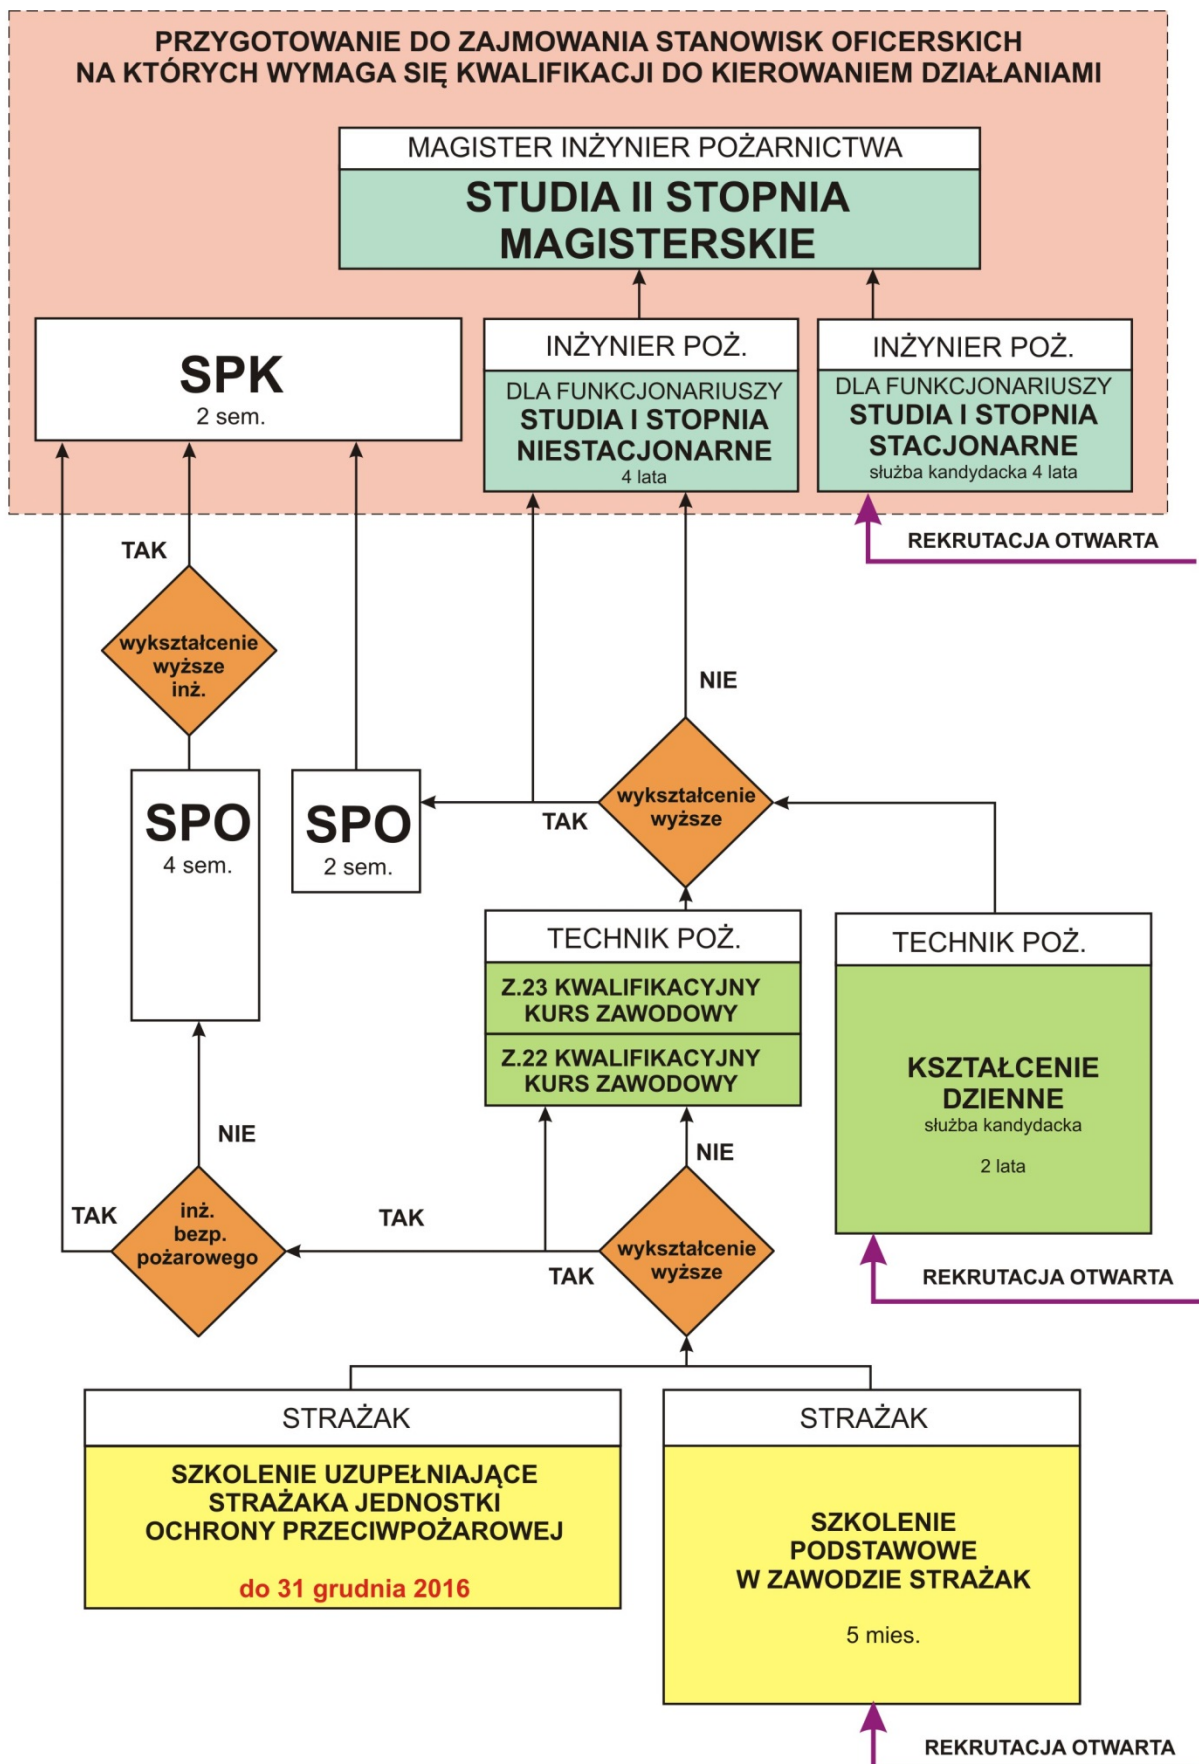 PRZYGOTOWANIE DO ZAJMOWANIA STANOWISK OFICERSKICH
NA KTÓRYCH WYMAGA SIĘ KWALIFIKACJI DO KIEROWANIEM DZIAŁANIAMI
MAGISTER INŻYNIER POŻARNICTWA
STUDIA II STOPNIA
MAGISTERSKIE
SPK
2 sem.
INŻYNIER POŻ.
DLA FUNKCJONARIUSZY
STUDIA I STOPNIA
NIESTACJONARNE
4 lata
INŻYNIER POŻ.
DLA FUNKCJONARIUSZY
STUDIA I STOPNIA
STACJONARNE
służba kandydacka 4 lata
REKRUTACJA OTWARTA
TAK
wykształcenie
wyższe
inż.
NIE
SPO
4 sem.
SPO
2 sem.
TAK
wykształcenie
wyższe
TECHNIK POŻ.
Z.23 KWALIFIKACYJNY
KURS ZAWODOWY
Z.22 KWALIFIKACYJNY
KURS ZAWODOWY
TECHNIK POŻ.
KSZTAŁCENIE
DZIENNE
służba kandydacka
2 lata
NIE
NIE
TAK
inż.
bezp.
pożarowego
TAK
TAK
wykształcenie
wyższe
REKRUTACJA OTWARTA
STRAŻAK
SZKOLENIE UZUPEŁNIAJĄCE
STRAŻAKA JEDNOSTKI
OCHRONY PRZECIWPOŻAROWEJ
do 31 grudnia 2016
STRAŻAK
SZKOLENIE
PODSTAWOWE
W ZAWODZIE STRAŻAK
5 mies.
REKRUTACJA OTWARTA